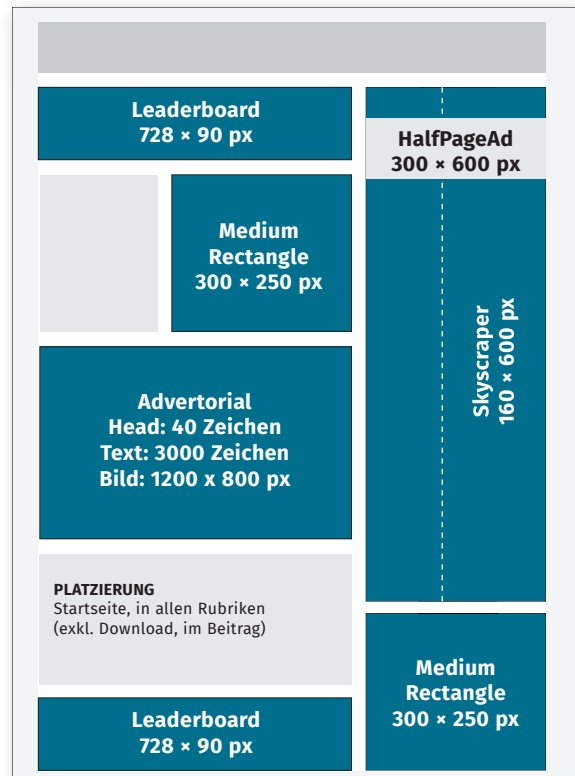 Leaderboard
728 × 90 px
HalfPageAd
300 × 600 px
Medium
Rectangle
300 × 250 px
Skyscraper
160 × 600 px
Advertorial
Head: 40 Zeichen
Text: 3000 Zeichen
Bild: 1200 x 800 px
PLATZIERUNG
Startseite, in allen Rubriken
(exkl. Download, im Beitrag)
Medium
Rectangle
300 × 250 px
Leaderboard
728 × 90 px